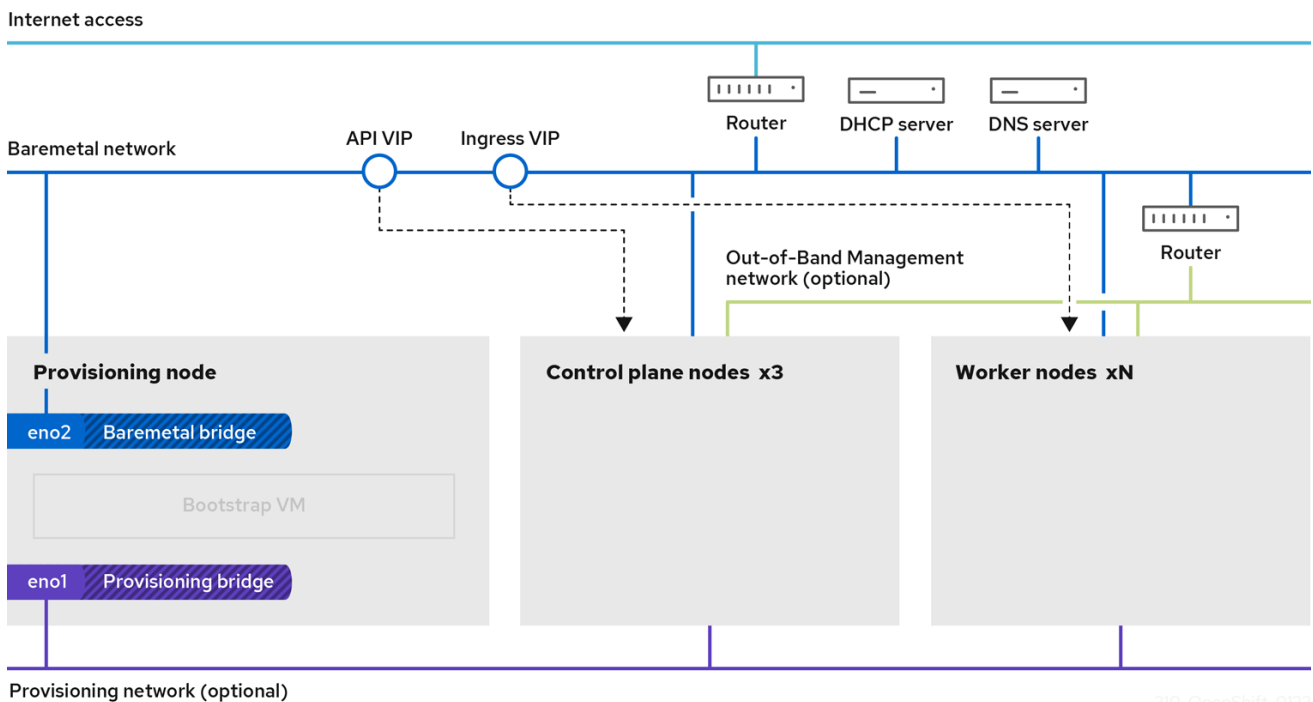 Internet access
Router
DHCP server
DNS server
API VIP
Ingress VIP
Baremetal network
Router
Out-of-Band Management
network (optional)
Provisioning node
Control plane nodes x3
Worker nodes xN
eno2
Baremetal bridge
Bootstrap VM
eno1
Provisioning bridge
Provisioning network (optional)